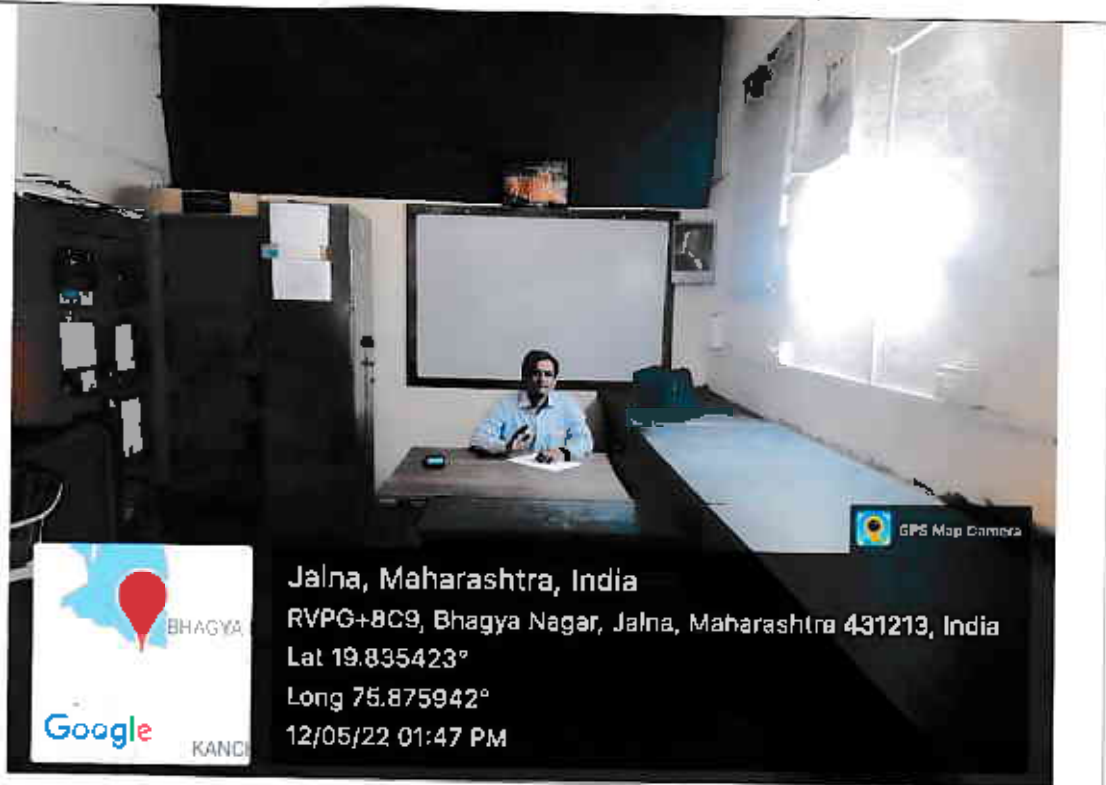 GPS Map Camera
Jalna, Maharashtra, India
RVPG+8C9, Bhagya Nagar, Jalna, Maharashtra 431213, India
Lat 19.835423°
Long 75.875942°
12/05/22 01:47 PM
BHAGYA
Google
KANCH